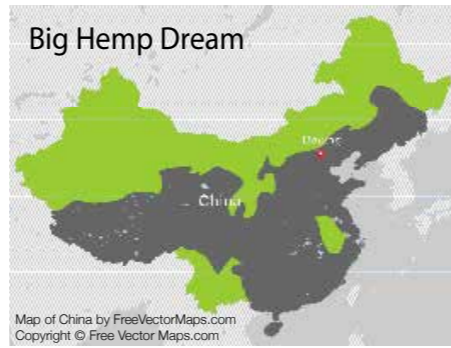 Big Hemp Dream
China
Map of China by FreeVectorMaps.com
Copyright © Free Vector Maps.com